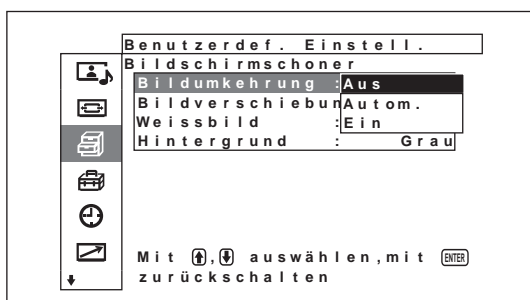 Benutzerdef. Einstell.
Bildschirmschoner
Bildumkehrung :Aus
BildverschiebunAutom.
Weissbild :Ein
Hintergrund : Grau
Mit ,auswählen,mit ENTER
zurückschalten